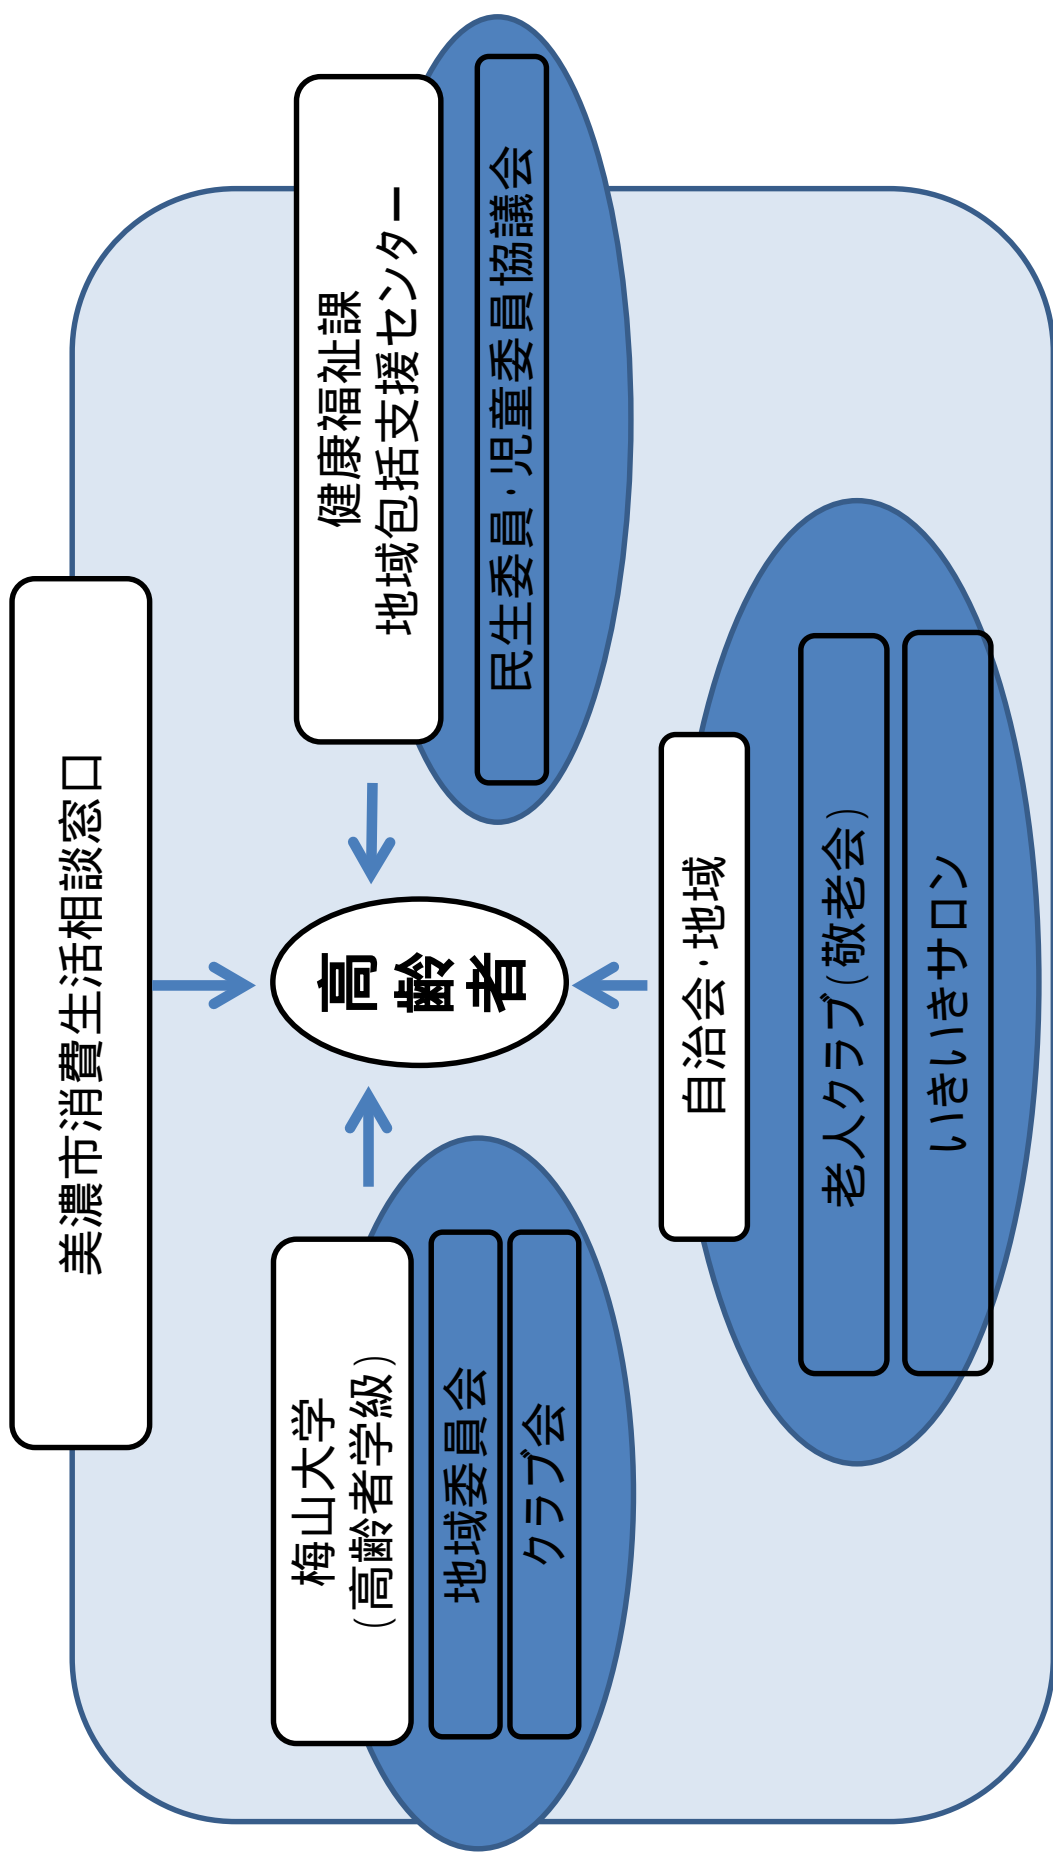 美濃市消費生活相談窓口
梅山大学
（高齢者学級）
地域委員会
クラブ会
高
齢
者
健康福祉課
地域包括支援センター
民生委員・児童委員協議会
自治会・地域
老人クラブ（敬老会）
いきいきサロン